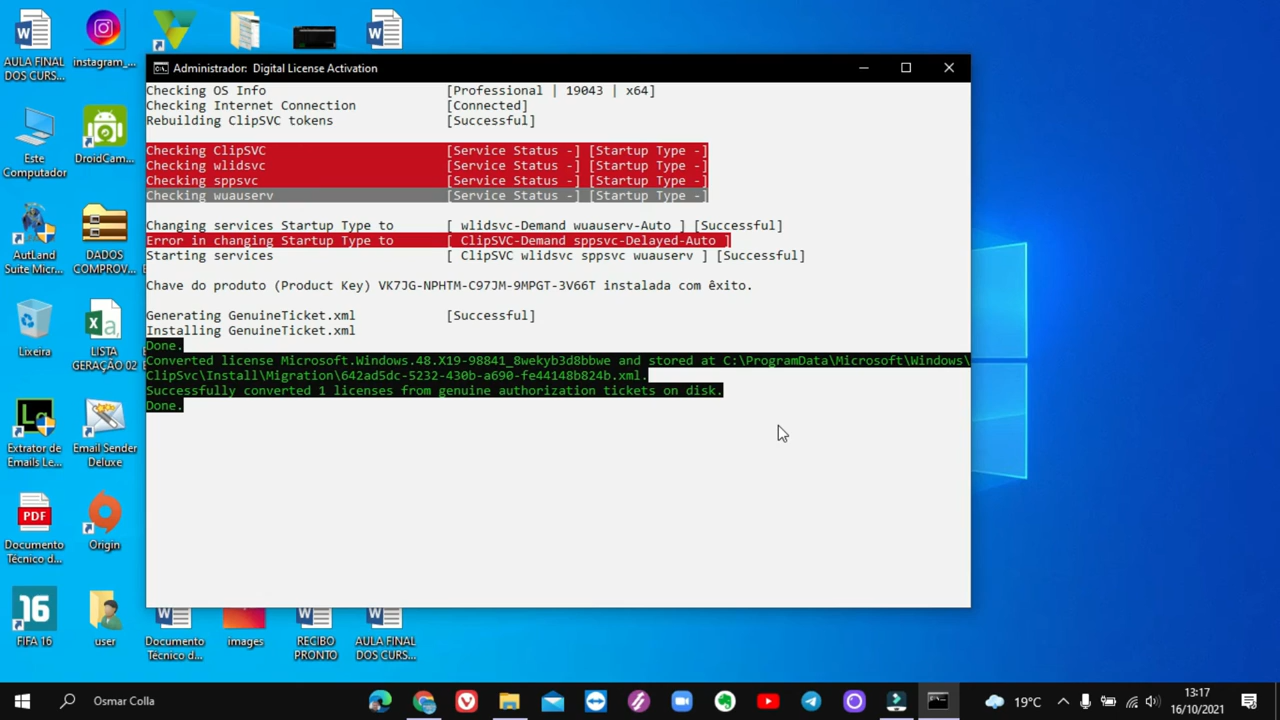 AULA FINAL
DOS CURS...
instagram_...
Administrador: Digital License Activation
Checking OS Info [Professional | 19043 | x64]
Checking Internet Connection [Connected]
Rebuilding ClipSVC tokens [Successful]
Checking ClipSVC [Service Status -] [Startup Type -]
Checking wlidsvc [Service Status -] [Startup Type -]
Checking sppsvc [Service Status -] [Startup Type -]
Checking wuauserv [Service Status -] [Startup Type -]
Changing services Startup Type to [ wlidsvc-Demand wuauserv-Auto ] [Successful]
Error in changing Startup Type to [ ClipSVC-Demand sppsvc-Delayed-Auto ]
Starting services [ ClipSVC wlidsvc sppsvc wuauserv ] [Successful]
Chave do produto (Product Key) VK7JG-NPHTM-C97JM-9MPGT-3V66T instalada com êxito.
Generating GenuineTicket.xml [Successful]
Installing GenuineTicket.xml
Done.
Converted license Microsoft.Windows.48.X19-98841_8wekyb3d8bbwe and stored at C:\ProgramData\Microsoft\Windows\
ClipSvc\Install\Migration\642ad5dc-5232-430b-a690-fe44148b824b.xml.
Successfully converted 1 licenses from genuine authorization tickets on disk.
Done.
Este
Computador
DroidCam...
AutLand
Suite Mierd...
DADOS
COMPROV...
Lixeira
LISTA
GERAÇÃO 02
Le
Extrator de
Emails Le...
Email Sender
Deluxe
PDF
Documento
Técnico d...
Origin
16
FIFA 16
user
Documento
Técnico d...
images
RECIBO
PRONTO
AULA FINAL
DOS CURS...
Osmar Colla
19°C
13:17
16/10/2021